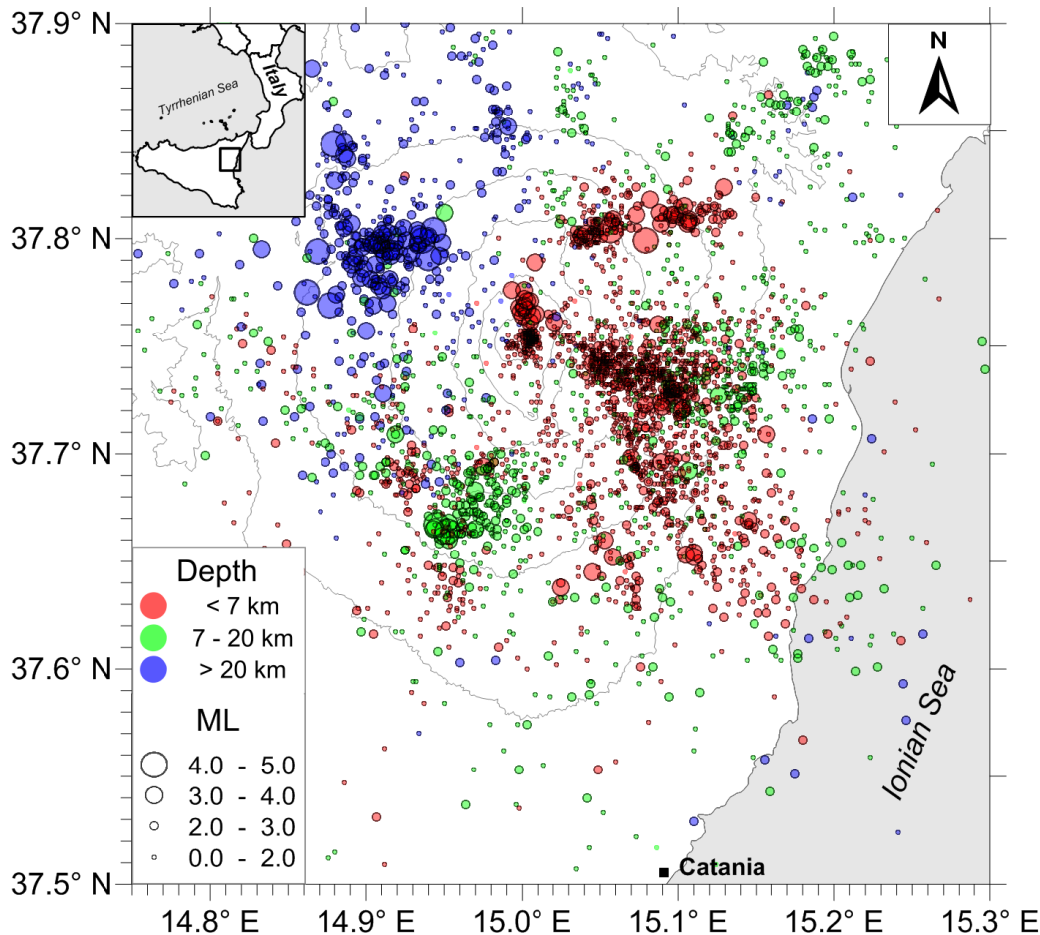 37.9° N
37.8° N
37.7° N
37.6° N
37.5° N
Italy
Tyrrhenian Sea
N
Depth
< 7 km
7 - 20 km
> 20 km
ML
4.0 - 5.0
3.0 - 4.0
2.0 - 3.0
0.0 - 2.0
Ionian Sea
Catania
14.8° E 14.9° E 15.0° E 15.1° E 15.2° E 15.3° E